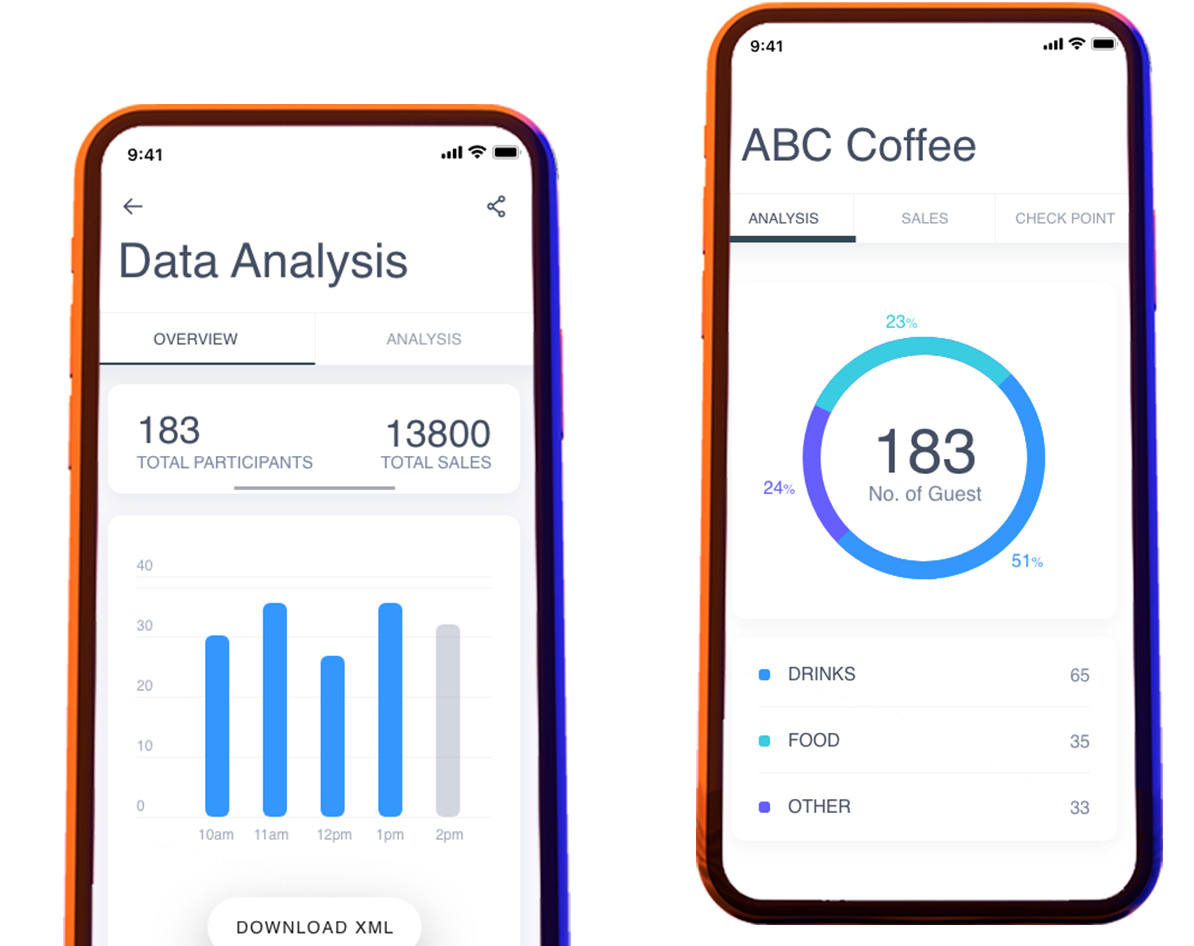 9:41
Data Analysis
OVERVIEW ANALYSIS
183 13800
TOTAL PARTICIPANTS TOTAL SALES
40
30
20
10
0
10am 11am 12pm 1pm 2pm
DOWNLOAD XML
9:41
ABC Coffee
ANALYSIS SALES CHECK POINT
23%
183
No. of Guest
24%
51%
DRINKS 65
FOOD 35
OTHER 33